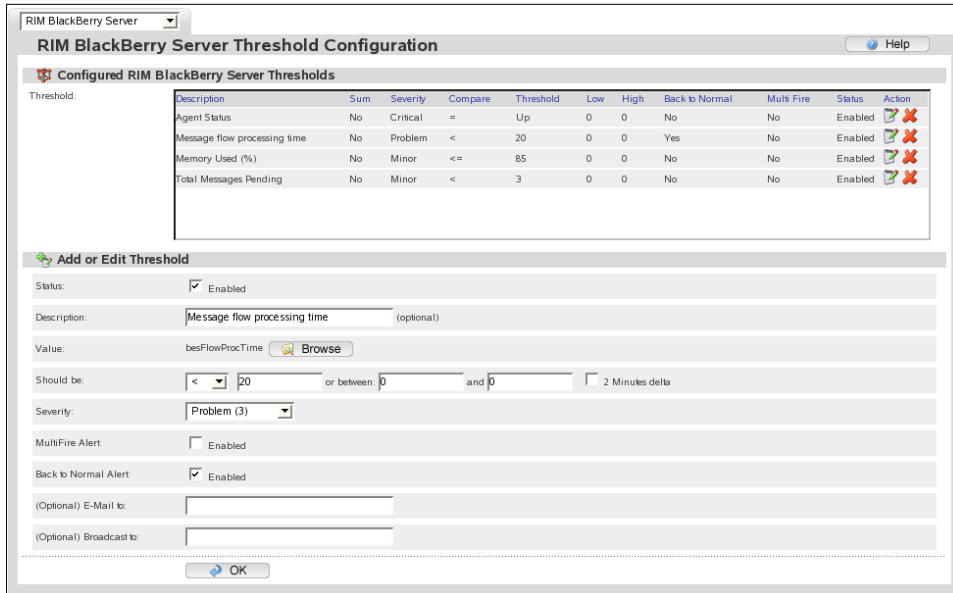 RIM BlackBerry Server
RIM BlackBerry Server Threshold Configuration
Help
Configured RIM BlackBerry Server Thresholds
Threshold:
Description Sum Severity Compare Threshold Low High Back to Normal Multi Fire Status Action
Agent Status No Critical = Up 0 0 No No Enabled
Message flow processing time No Problem < 20 0 0 Yes No Enabled
Memory Used (%) No Minor <= 85 0 0 No No Enabled
Total Messages Pending No Minor < 3 0 0 No No Enabled
Add or Edit Threshold
Status: Enabled
Description: Message flow processing time (optional)
Value: besFlowProcTime Browse
Should be: < 20 or between: 0 and 0 2 Minutes delta
Severity: Problem (3)
MultiFire Alert: Enabled
Back to Normal Alert: Enabled
(Optional) E-Mail to:
(Optional) Broadcast to:
OK